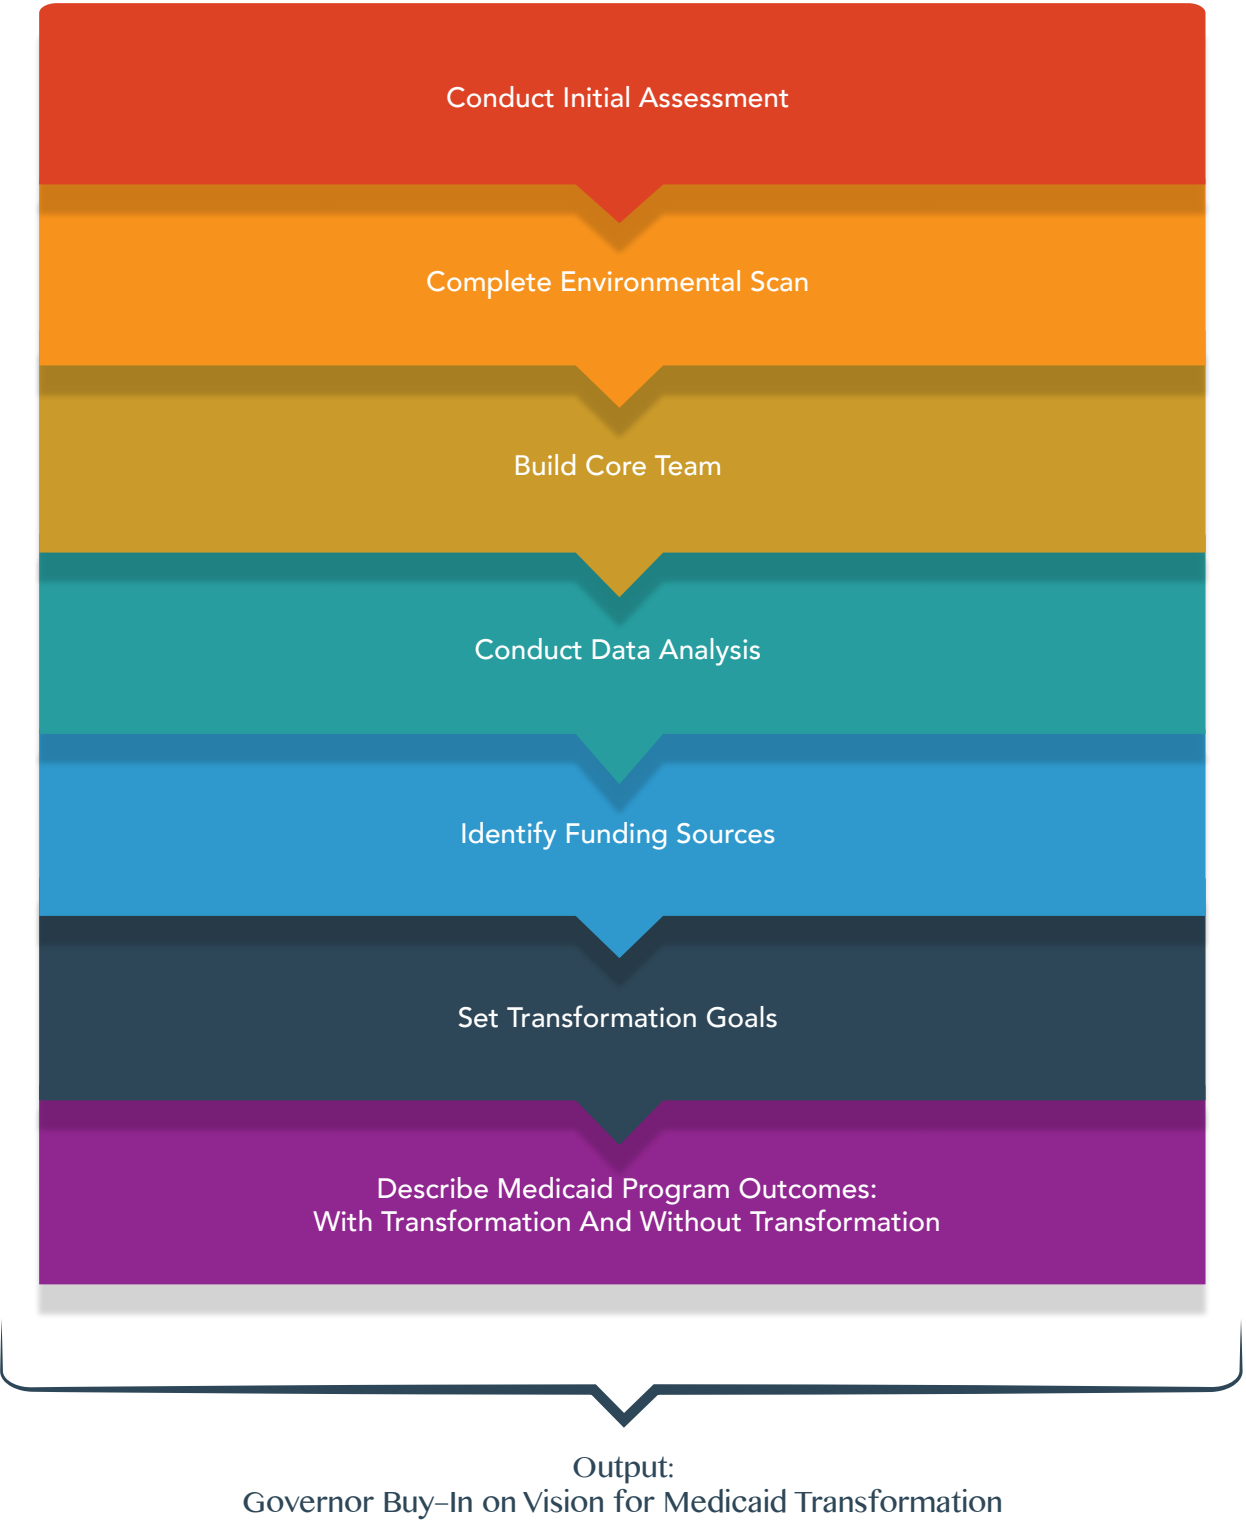 Conduct Initial Assessment
Complete Environmental Scan
Build Core Team
Conduct Data Analysis
Identify Funding Sources
Set Transformation Goals
Describe Medicaid Program Outcomes:
With Transformation And Without Transformation
Output:
Governor Buy-In on Vision for Medicaid Transformation